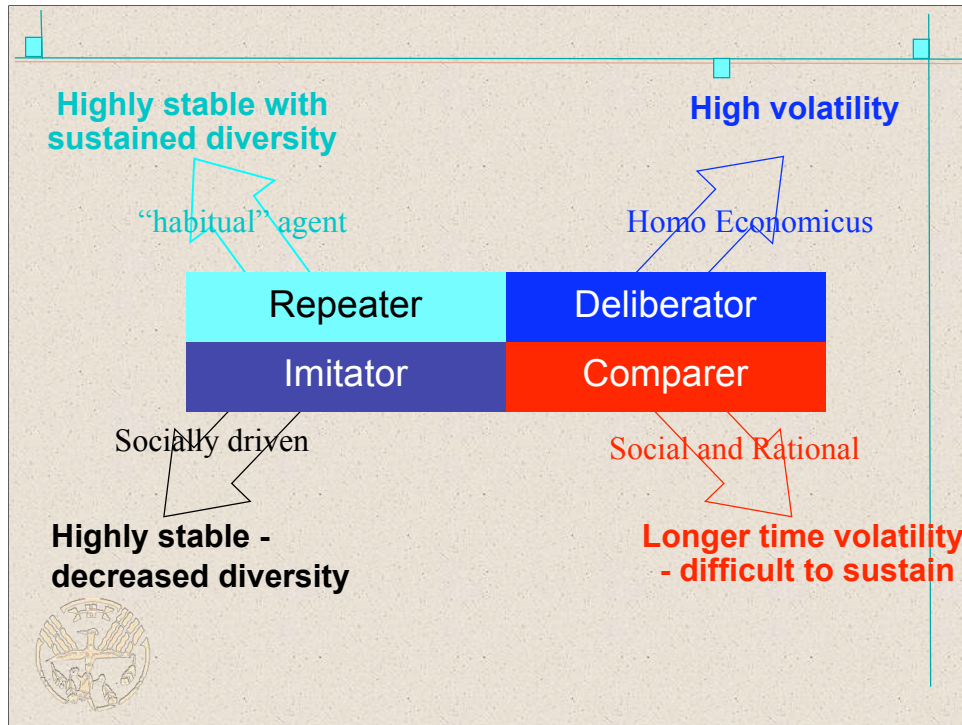 Highly stable with
sustained diversity
High volatility
“habitual” agent
Homo Economicus
Repeater
Deliberator
Imitator
Comparer
Socially driven
Social and Rational
Highly stable -
decreased diversity
Longer time volatility
- difficult to sustain